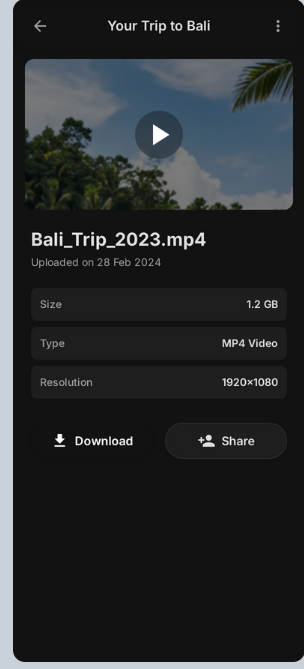 Your Trip to Bali
Bali_Trip_2023.mp4
Uploaded on 28 Feb 2024
Size 1.2 GB
Type MP4 Video
Resolution 1920×1080
Download Share